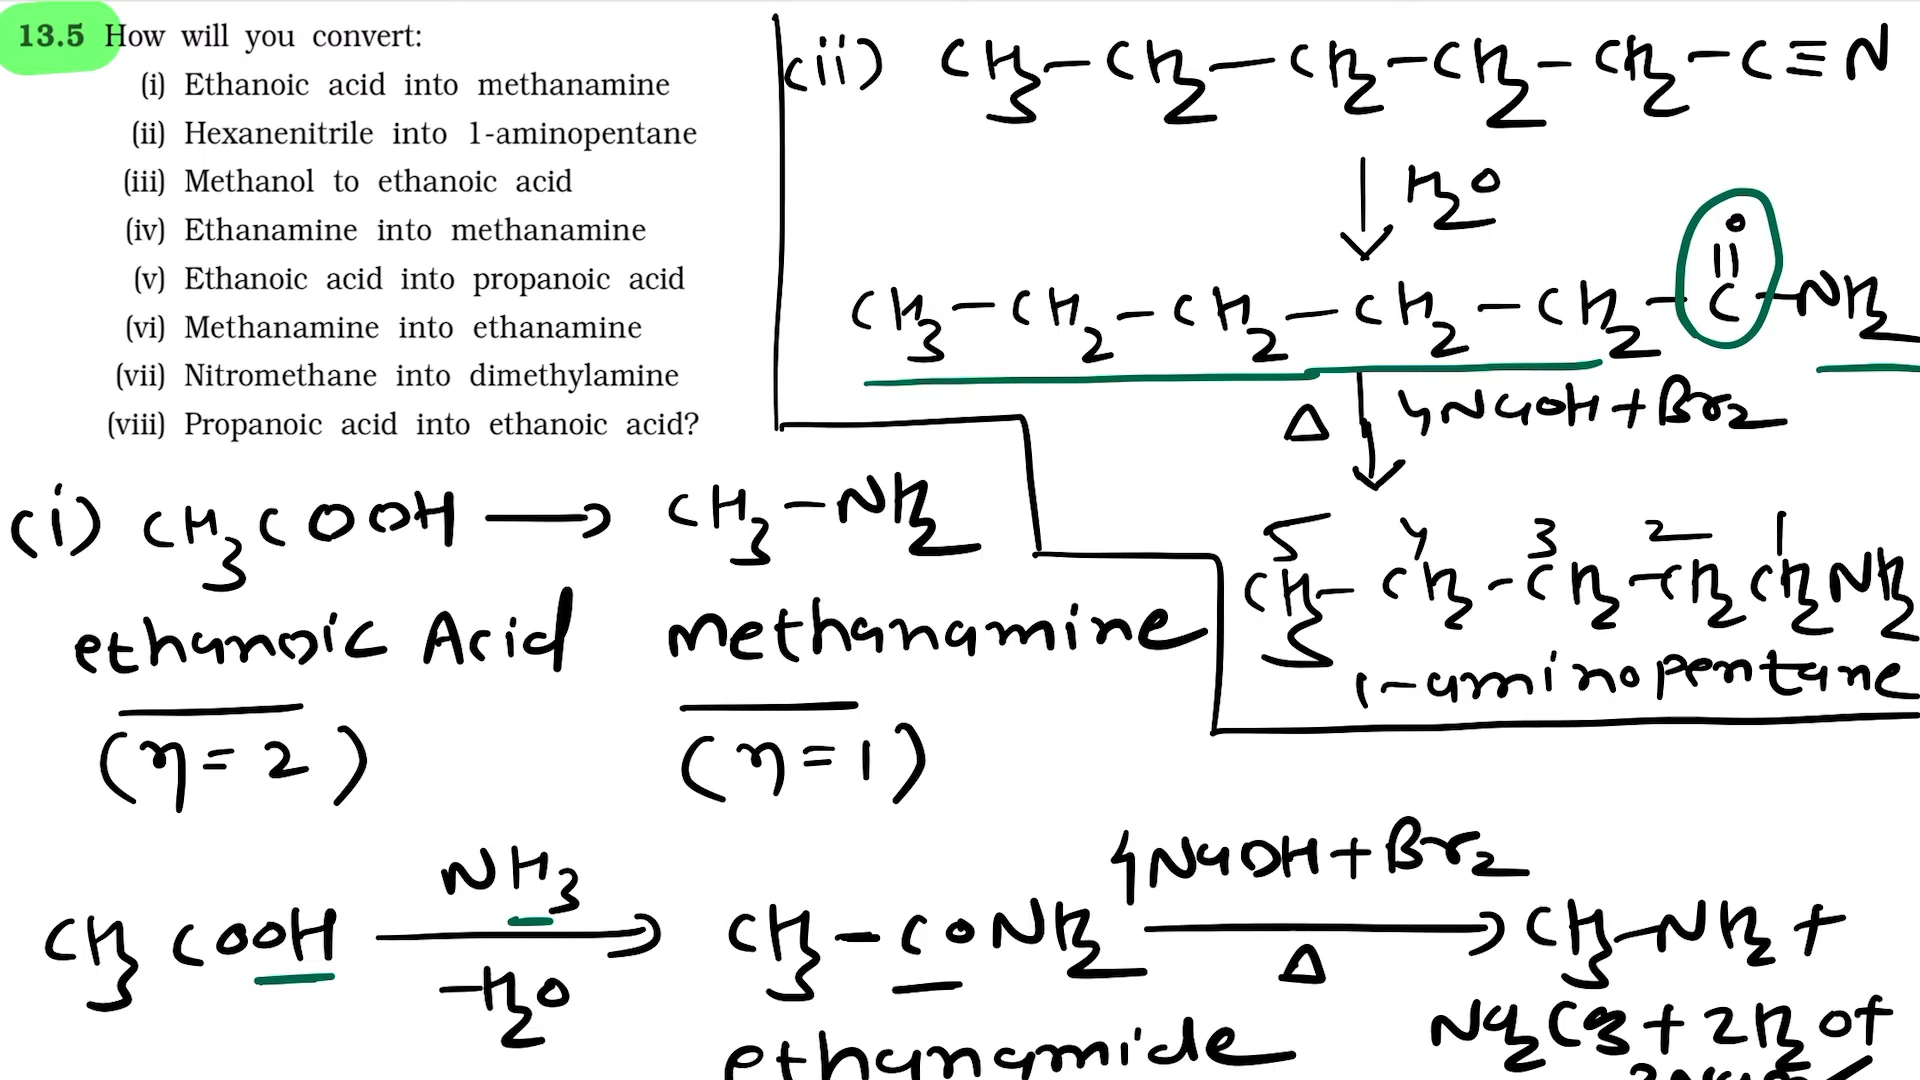 13.5 How will you convert:
(i) Ethanoic acid into methanamine
(ii) Hexanenitrile into 1-aminopentane
(iii) Methanol to ethanoic acid
(iv) Ethanamine into methanamine
(v) Ethanoic acid into propanoic acid
(vi) Methanamine into ethanamine
(vii) Nitromethane into dimethylamine
(viii) Propanoic acid into ethanoic acid?
(ii) CH₃-CH₂-CH₂-CH₂-CH₂-C≡N
H₂O
O
||
CH₃-CH₂-CH₂-CH₂-CH₂-C-NH₂
Δ 4NaOH+Br₂
5 4 3 2 1
CH₃-CH₂-CH₂-CH₂CH₂NH₂
1-aminopentane
(i) CH₃COOH → CH₃-NH₂
ethanoic Acid methanamine
(n=2) (n=1)
NH₃ 4NaOH+Br₂
CH₃COOH → CH₃-CONH₂ → CH₃-NH₂ +
-H₂O Δ
ethanamide Na₂CO₃+2H₂O+